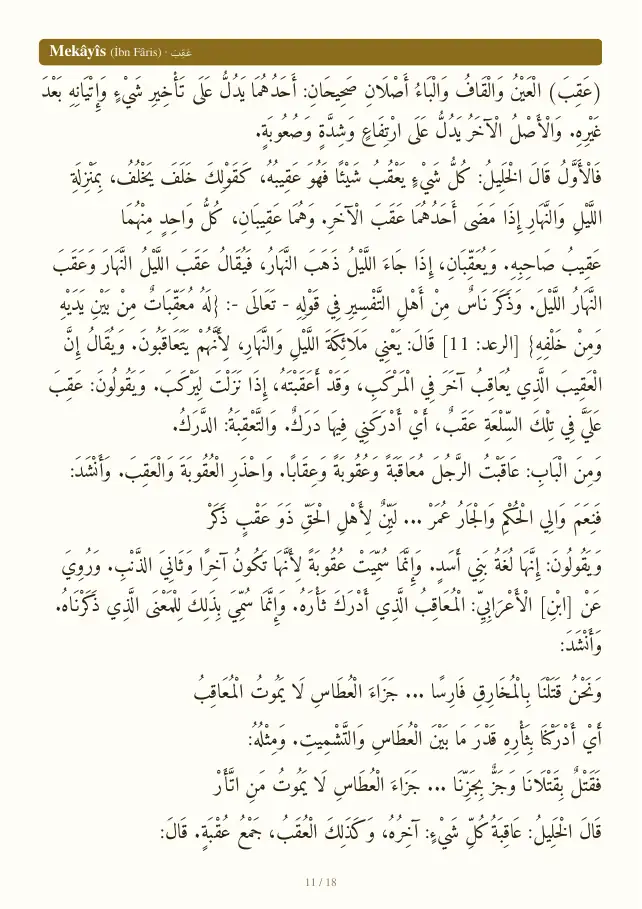 Mekâyîs (İbn Fâris) · عَقِبَ
(عَقِبَ) الْعَيْنُ وَالْقَافُ وَالْبَاءُ أَصْلَانِ صَحِيحَانِ: أَحَدُهُمَا يَدُلُّ عَلَى تَأْخِيرِ شَيْءٍ وَإِتْيَانِهِ بَعْدَ
غَيْرِهِ. وَالْأَصْلُ الْآخَرُ يَدُلُّ عَلَى ارْتِفَاعٍ وَشِدَّةٍ وَصُعُوبَةٍ.
فَالْأَوَّلُ قَالَ الْخَلِيلُ: كُلُّ شَيْءٍ يَعْقُبُ شَيْئًا فَهُوَ عَقِيبُهُ، كَقَوْلِكَ خَلَفَ يَخْلُفُ، بِمَنْزِلَةِ
اللَّيْلِ وَالنَّهَارِ إِذَا مَضَى أَحَدُهُمَا عَقَبَ الْآخَرِ. وَهُمَا عَقِيبَانِ، كُلُّ وَاحِدٍ مِنْهُمَا
عَقِيبُ صَاحِبِهِ. وَيُعَقِّبَانِ، إِذَا جَاءَ اللَّيْلُ ذَهَبَ النَّهَارُ، فَيُقَالُ عَقَبَ اللَّيْلُ النَّهَارَ وَعَقَبَ
النَّهَارُ اللَّيْلَ. وَذَكَرَ نَاسٌ مِنْ أَهْلِ التَّفْسِيرِ فِي قَوْلِهِ - تَعَالَى -: {لَهُ مُعَقِّبَاتٌ مِنْ بَيْنِ يَدَيْهِ
وَمِنْ خَلْفِهِ} [الرعد: 11] قَالَ: يَعْنِي مَلَائِكَةَ اللَّيْلِ وَالنَّهَارِ، لِأَنَّهُمْ يَتَعَاقَبُونَ. وَيُقَالُ إِنَّ
الْعَقِيبَ الَّذِي يُعَاقِبُ آخَرَ فِي الْمَرْكَبِ، وَقَدْ أَعَقَبْتَهُ، إِذَا نَزَلْتَ لِيَرْكَبَ. وَيَقُولُونَ: عَقِبَ
عَلَيَّ فِي تِلْكَ السِّلْعَةِ عَقَبٌ، أَيْ أَدْرَكَنِي فِيهَا دَرَكٌ. وَالتَّعْقِبَةُ: الدَّرَكُ.
وَمِنَ الْبَابِ: عَاقَبْتُ الرَّجُلَ مُعَاقَبَةً وَعُقُوبَةً وَعِقَابًا. وَاحْذَرِ الْعُقُوبَةَ وَالْعَقِبَ. وَأَنْشَدَ:
فَنِعَمَ وَالِي الْحُكْمِ وَالْجَارُ عُمَرْ ... لَيِّنٌ لِأَهْلِ الْحَقِّ ذَوَ عَقْبٍ ذَكَرْ
وَيَقُولُونَ: إِنَّهَا لُغَةُ بَنِي أَسَدٍ. وَإِنَّمَا سُمِّيَتْ عُقُوبَةً لِأَنَّهَا تَكُونُ آخِرًا وَثَانِيَ الذَّنْبِ. وَرُوِيَ
عَنْ [ابْنِ] الْأَعْرَابِيِّ: الْمُعَاقِبُ الَّذِي أَدْرَكَ ثَأْرَهُ. وَإِنَّمَا سُمِّيَ بِذَلِكَ لِلْمَعْنَى الَّذِي ذَكَرْنَاهُ.
وَأَنْشَدَ:
وَنَحْنُ قَتَلْنَا بِالْمُخَارِقِ فَارِسًا ... جَزَاءَ الْعُطَاسِ لَا يَمُوتُ الْمُعَاقِبُ
أَيْ أَدْرَكْنَا بِثَأْرِهِ قَدْرَ مَا بَيْنَ الْعُطَاسِ وَالتَّشْمِيتِ. وَمِثْلُهُ:
فَقَتْلٌ بِقَتْلَانَا وَجَزٌّ بِجَزِّنَا ... جَزَاءَ الْعُطَاسِ لَا يَمُوتُ مَنِ اتَّأَرْ
قَالَ الْخَلِيلُ: عَاقِبَةُ كُلِّ شَيْءٍ: آخِرُهُ، وَكَذَلِكَ الْعُقَبُ، جَمْعُ عُقْبَةٍ. قَالَ:
11 / 18